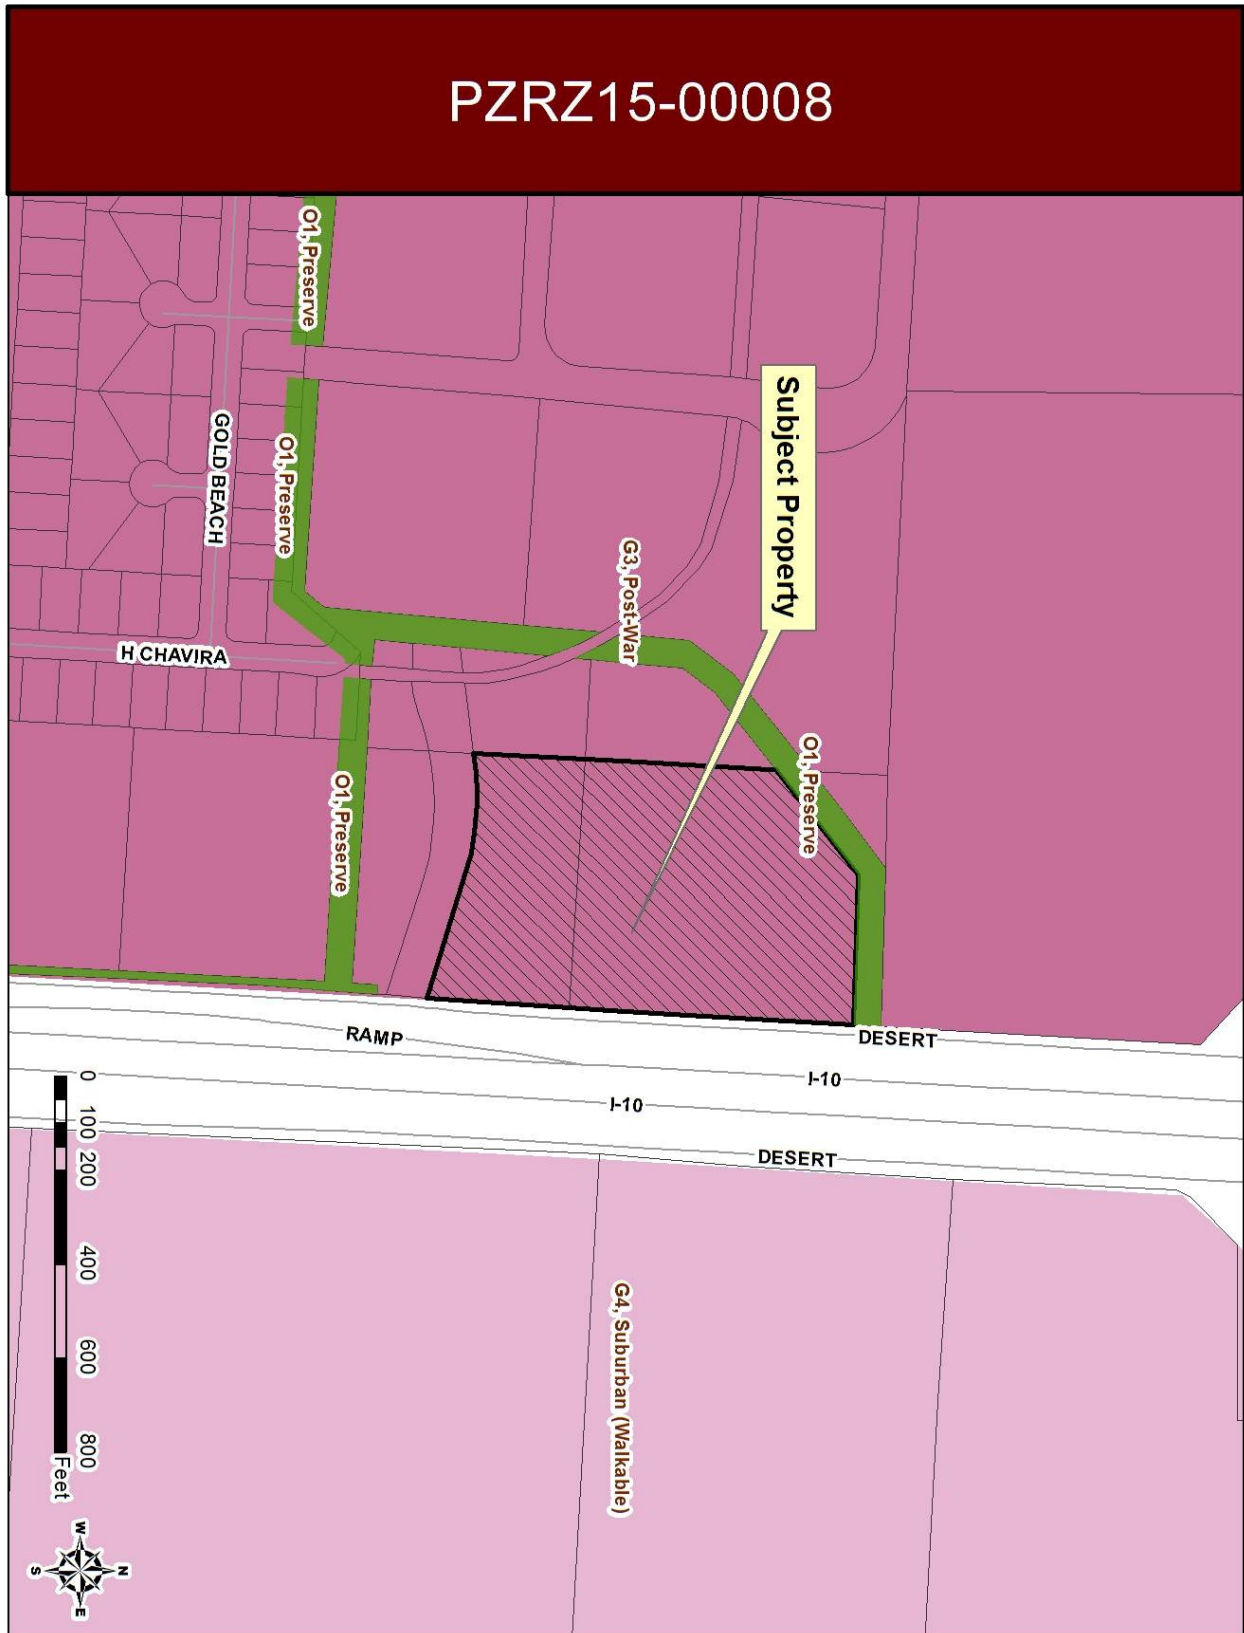 PZRZ15-00008
O1, Preserve
O1, Preserve
GOLD BEACH
Subject Property
G3, Post-War
H CHAVIRA
O1, Preserve
O1, Preserve
RAMP
DESERT
I-10
I-10
DESERT
G4, Suburban (Walkable)
0 100 200 400 600 800
Feet
N
W
E
S